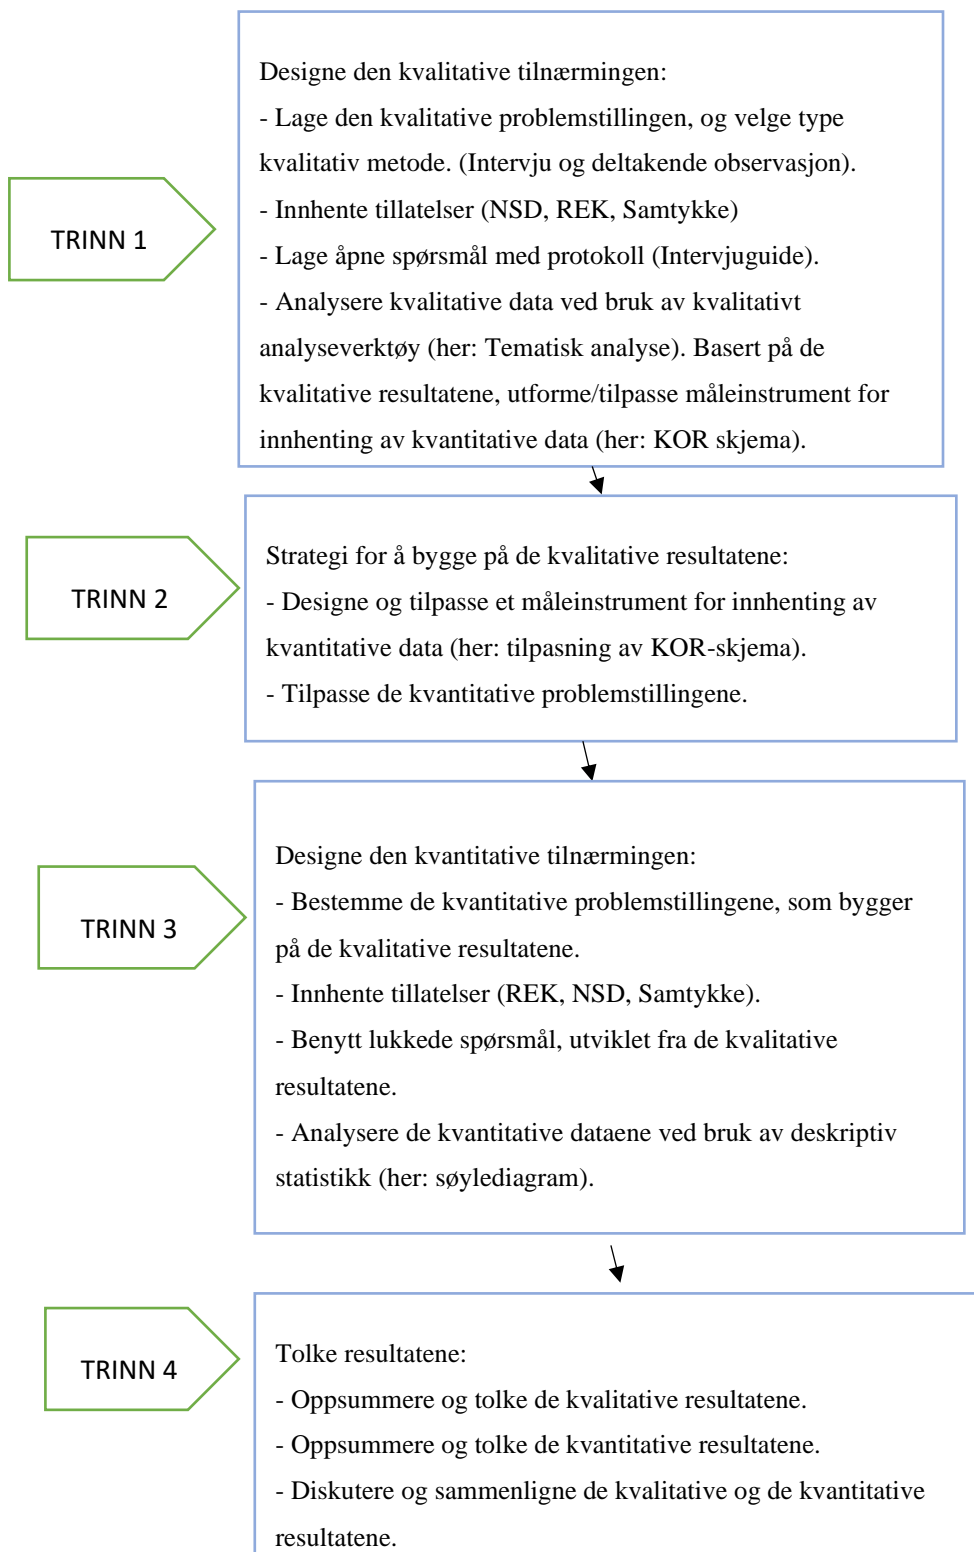 Designe den kvalitative tilnærmingen:
- Lage den kvalitative problemstillingen, og velge type
kvalitativ metode. (Intervju og deltakende observasjon).
TRINN 1
- Innhente tillatelser (NSD, REK, Samtykke)
- Lage åpne spørsmål med protokoll (Intervjuguide).
- Analysere kvalitative data ved bruk av kvalitativt
analyseverktøy (her: Tematisk analyse). Basert på de
kvalitative resultatene, utforme/tilpasse måleinstrument for
innhenting av kvantitative data (her: KOR skjema).
TRINN 2
Strategi for å bygge på de kvalitative resultatene:
- Designe og tilpasse et måleinstrument for innhenting av
kvantitative data (her: tilpasning av KOR-skjema).
- Tilpasse de kvantitative problemstillingene.
TRINN 3
Designe den kvantitative tilnærmingen:
- Bestemme de kvantitative problemstillingene, som bygger
på de kvalitative resultatene.
- Innhente tillatelser (REK, NSD, Samtykke).
- Benytt lukkede spørsmål, utviklet fra de kvalitative
resultatene.
- Analysere de kvantitative dataene ved bruk av deskriptiv
statistikk (her: søylediagram).
TRINN 4
Tolke resultatene:
- Oppsummere og tolke de kvalitative resultatene.
- Oppsummere og tolke de kvantitative resultatene.
- Diskutere og sammenligne de kvalitative og de kvantitative
resultatene.